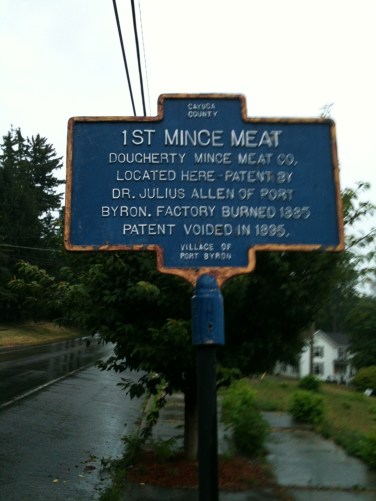 CAYUGA
COUNTY
1ST MINCE MEAT
DOUGHERTY MINCE MEAT CO.
LOCATED HERE - PATENT BY
DR. JULIUS ALLEN OF PORT
BYRON. FACTORY BURNED 1885
PATENT VOIDED IN 1895.
VILLAGE OF
PORT BYRON